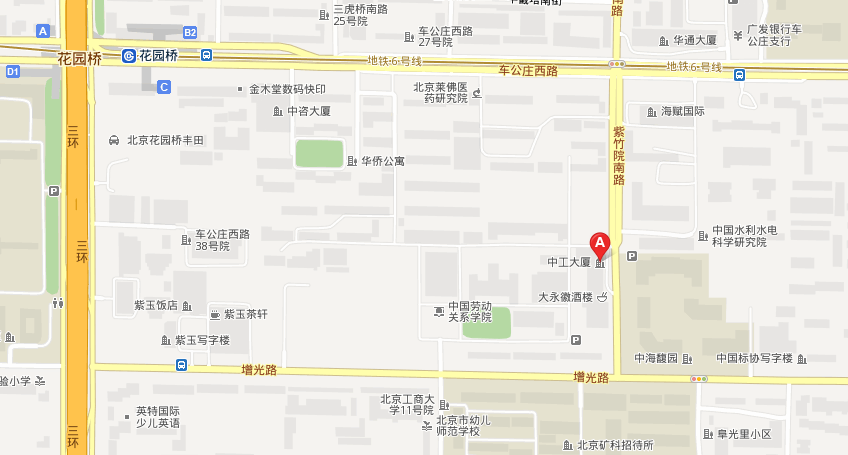 南路
三虎桥南路
25号院
A
B2
车公庄西路
27号院
华通大厦
广发银行车
公庄支行
花园桥
花园桥
地铁·6·号线
地铁·6·号线
车公庄西路
D1
C
金木堂数码快印
中咨大厦
北京莱佛医
药研究院
海赋国际
三环
北京花园桥丰田
紫竹院南路
华侨公寓
P
车公庄西路
38号院
三环
A
中国水利水电
科学研究院
P
中工大厦
大永徽酒楼
紫玉饭店
紫玉茶轩
中国劳动
关系学院
紫玉写字楼
P
中海馥园
中国标协写字楼
增光路
增光路
验小学
英特国际
少儿英语
北京工商大
学11号院
北京市幼儿
师范学校
三环
北京矿科招待所
阜光里小区